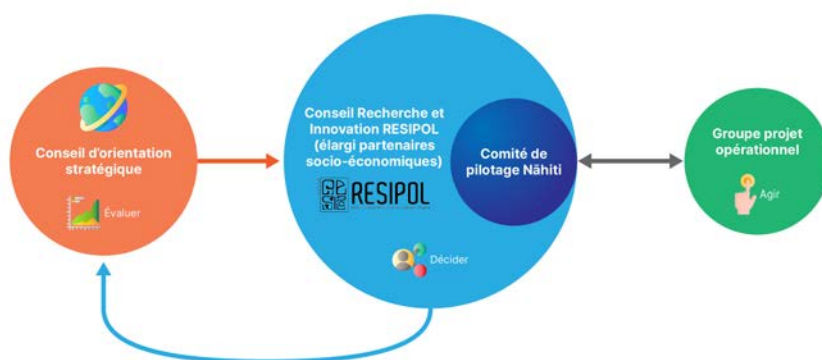 Conseil d'orientation
stratégique
Évaluer
Conseil Recherche et
Innovation RESIPOL
(élargi partenaires
socio-économiques)
RESIPOL
Décider
Comité de
pilotage Nāhiti
Groupe projet
opérationnel
Agir